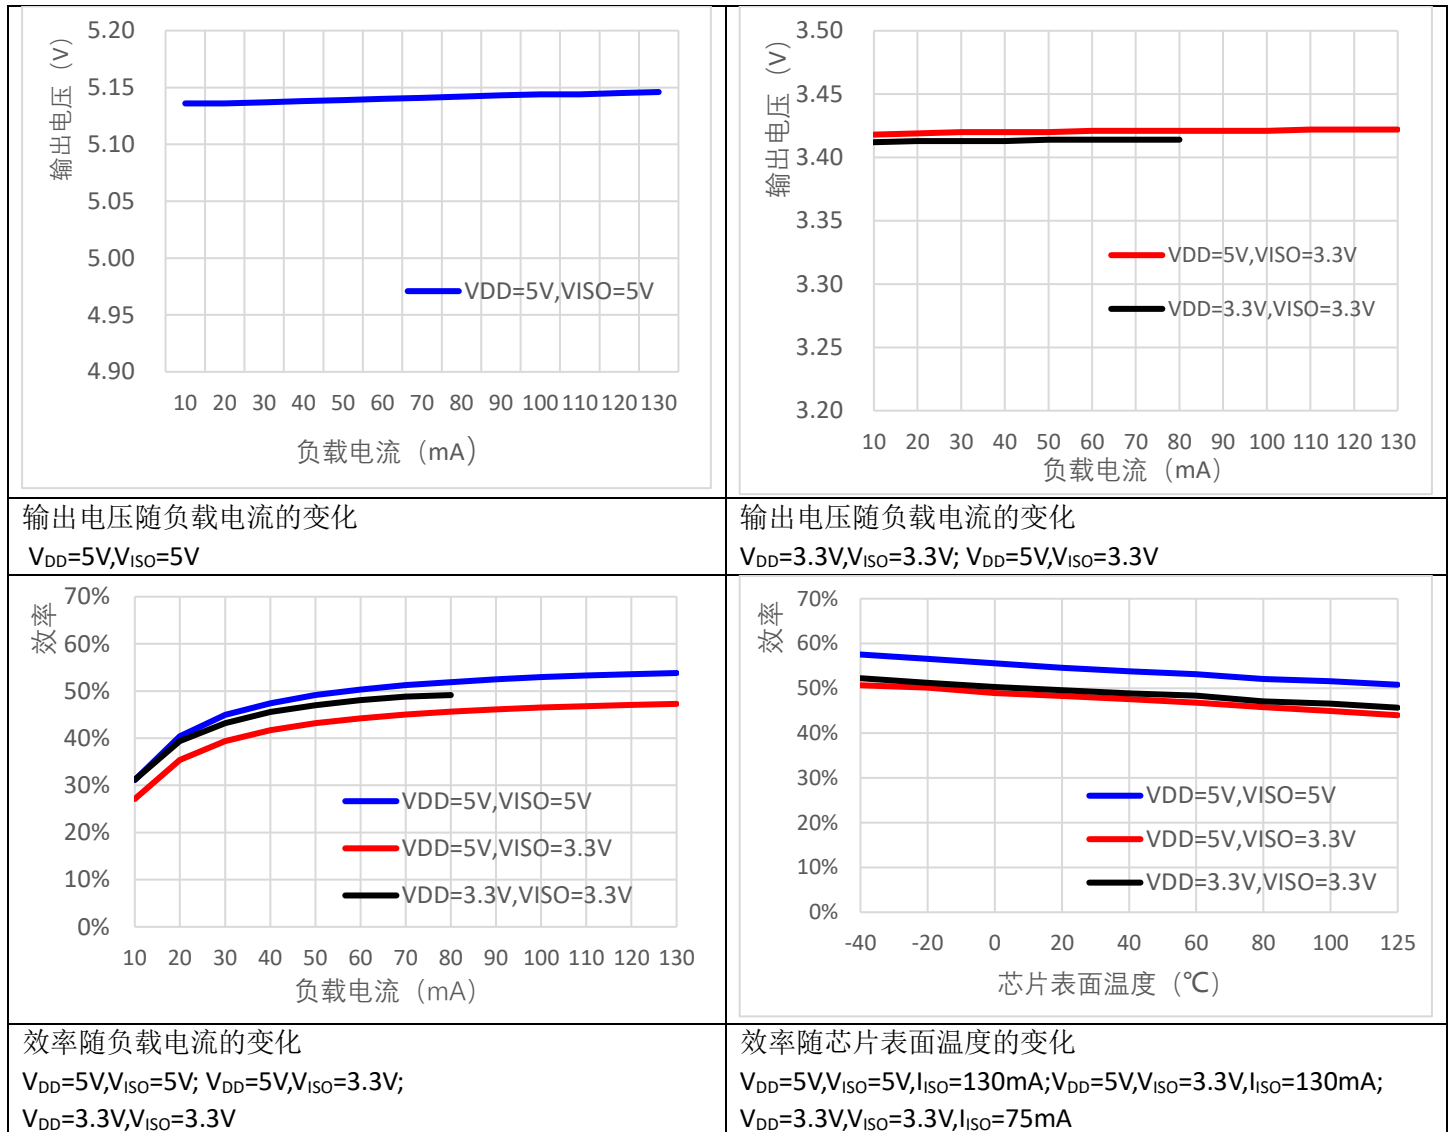 5.20
5.15
5.10
5.05
5.00
4.95
4.90
输出电压（V）
VDD=5V,VISO=5V
10 20 30 40 50 60 70 80 90 100 110 120 130
负载电流（mA）
3.50
3.45
3.40
3.35
3.30
3.25
3.20
输出电压（V）
VDD=5V,VISO=3.3V
VDD=3.3V,VISO=3.3V
10 20 30 40 50 60 70 80 90 100 110 120 130
负载电流（mA）
输出电压随负载电流的变化
VDD=5V,VISO=5V
输出电压随负载电流的变化
VDD=3.3V,VISO=3.3V; VDD=5V,VISO=3.3V
70%
60%
50%
40%
30%
20%
10%
0%
效率
VDD=5V,VISO=5V
VDD=5V,VISO=3.3V
VDD=3.3V,VISO=3.3V
10 20 30 40 50 60 70 80 90 100 110 120 130
负载电流（mA）
70%
60%
50%
40%
30%
20%
10%
0%
效率
VDD=5V,VISO=5V
VDD=5V,VISO=3.3V
VDD=3.3V,VISO=3.3V
-40 -20 0 20 40 60 80 100 125
芯片表面温度（℃）
效率随负载电流的变化
VDD=5V,VISO=5V; VDD=5V,VISO=3.3V;
VDD=3.3V,VISO=3.3V
效率随芯片表面温度的变化
VDD=5V,VISO=5V,IISO=130mA;VDD=5V,VISO=3.3V,IISO=130mA;
VDD=3.3V,VISO=3.3V,IISO=75mA